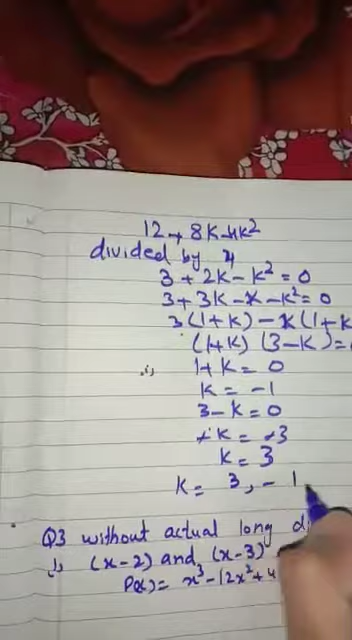 12 + 8k - 4k²
divided by 4
3 + 2k - k² = 0
3 + 3k - k - k² = 0
3(1+k) - k(1+k
(1+k) (3-k) =
1 + k = 0
k = -1
3 - k = 0
+k = +3
k = 3
k = 3, - 1
Q3 without actual long di
(x-2) and (x-3)
P(x) = x³ - 12x² + 4